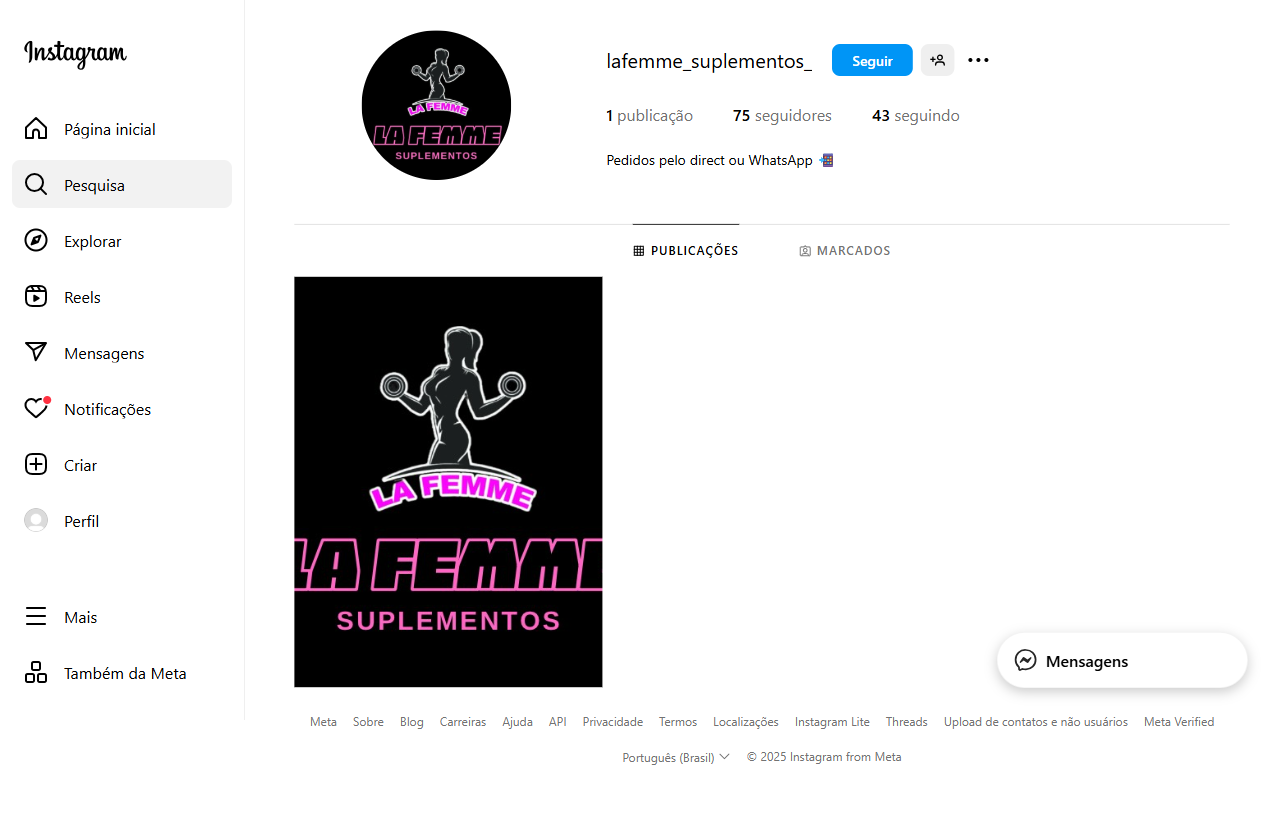 Instagram
Página inicial
Pesquisa
Explorar
Reels
Mensagens
Notificações
Criar
Perfil
Mais
Também da Meta
LA FEMME
LA FEMME
SUPLEMENTOS
lafemme_suplementos_ Seguir
1 publicação 75 seguidores 43 seguindo
Pedidos pelo direct ou WhatsApp 📲
PUBLICAÇÕES MARCADOS
LA FEMME
LA FEMME
SUPLEMENTOS
Mensagens
Meta Sobre Blog Carreiras Ajuda API Privacidade Termos Localizações Instagram Lite Threads Upload de contatos e não usuários Meta Verified
Português (Brasil) © 2025 Instagram from Meta